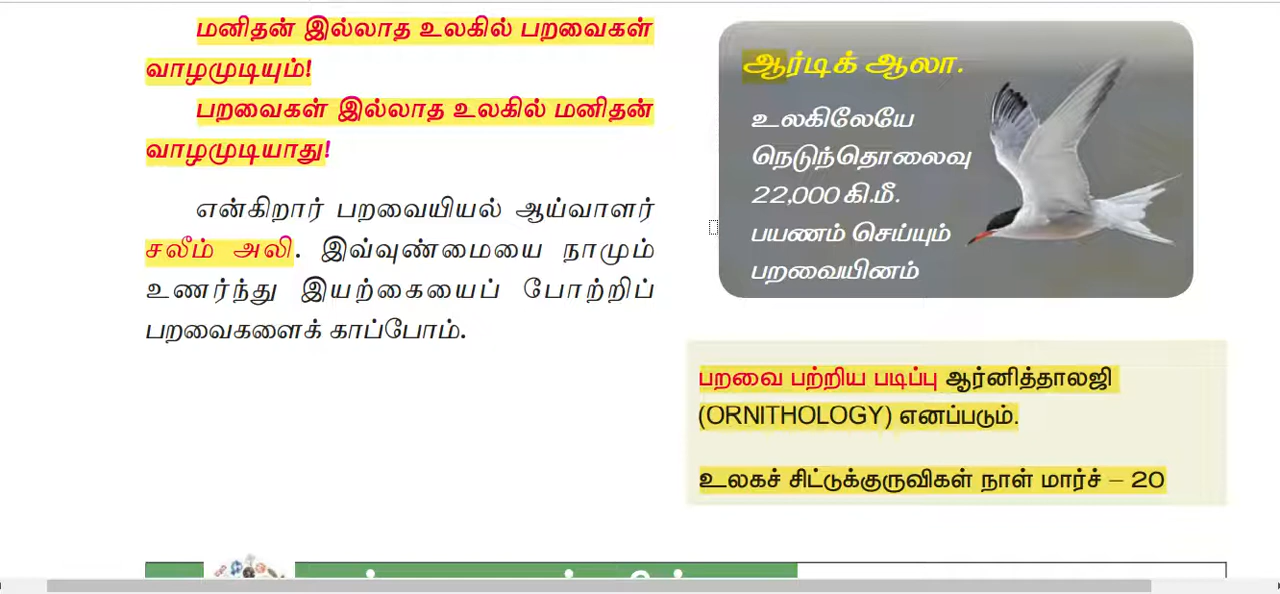 மனிதன் இல்லாத உலகில் பறவைகள்
வாழமுடியும்!
பறவைகள் இல்லாத உலகில் மனிதன்
வாழமுடியாது!
என்கிறார் பறவையியல் ஆய்வாளர்
சலீம் அலி. இவ்வுண்மையை நாமும்
உணர்ந்து இயற்கையைப் போற்றிப்
பறவைகளைக் காப்போம்.
ஆர்டிக் ஆலா.
உலகிலேயே
நெடுந்தொலைவு
22,000 கி.மீ.
பயணம் செய்யும்
பறவையினம்
பறவை பற்றிய படிப்பு ஆர்னித்தாலஜி
(ORNITHOLOGY) எனப்படும்.
உலகச் சிட்டுக்குருவிகள் நாள் மார்ச் – 20